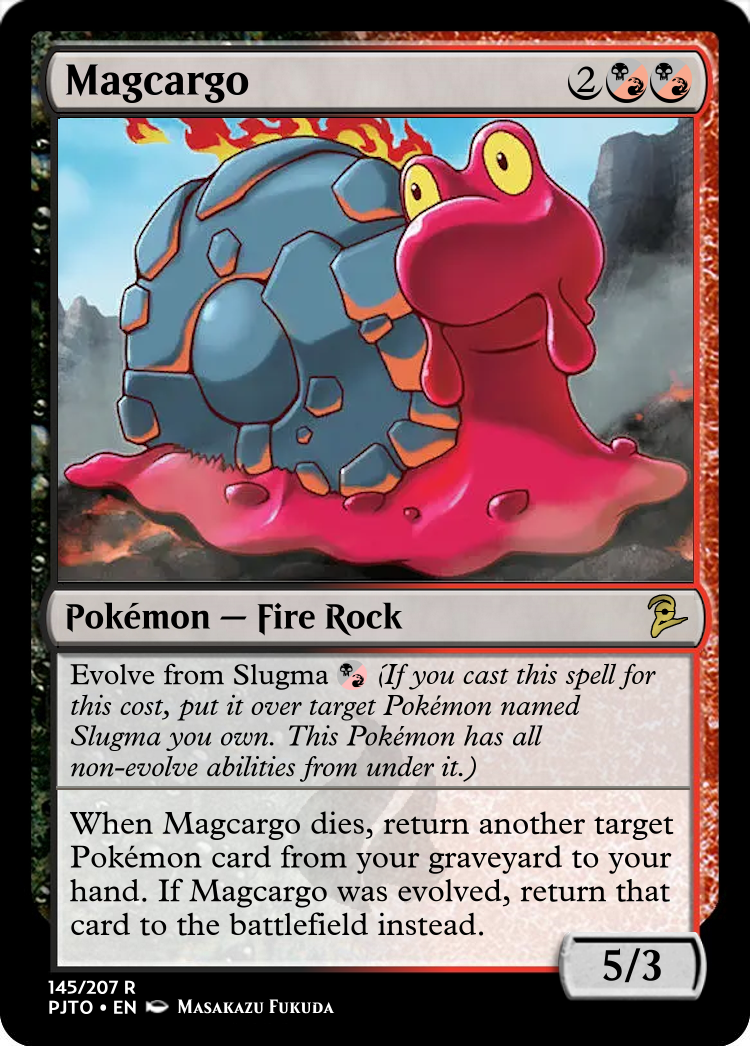 Magcargo 2
Pokémon — Fire Rock
Evolve from Slugma (If you cast this spell for
this cost, put it over target Pokémon named
Slugma you own. This Pokémon has all
non-evolve abilities from under it.)
When Magcargo dies, return another target
Pokémon card from your graveyard to your
hand. If Magcargo was evolved, return that
card to the battlefield instead.
5/3
145/207 R
PJTO • EN MASAKAZU FUKUDA